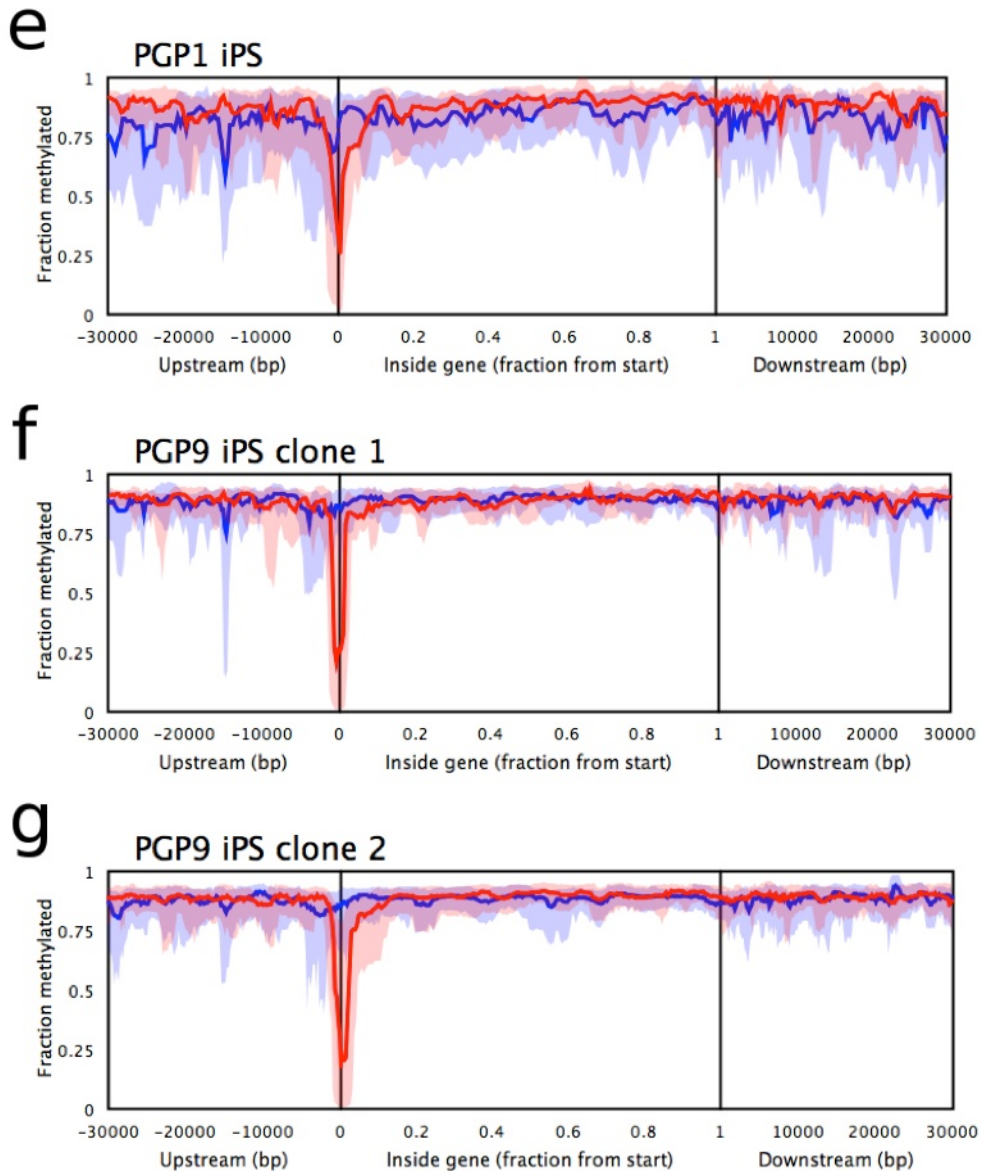 e
PGP1 iPS
Fraction methylated
1
0.75
0.5
0.25
0
-30000 -20000 -10000 0 0.2 0.4 0.6 0.8 1 10000 20000 30000
Upstream (bp) Inside gene (fraction from start) Downstream (bp)
f
PGP9 iPS clone 1
Fraction methylated
1
0.75
0.5
0.25
0
-30000 -20000 -10000 0 0.2 0.4 0.6 0.8 1 10000 20000 30000
Upstream (bp) Inside gene (fraction from start) Downstream (bp)
g
PGP9 iPS clone 2
Fraction methylated
1
0.75
0.5
0.25
0
-30000 -20000 -10000 0 0.2 0.4 0.6 0.8 1 10000 20000 30000
Upstream (bp) Inside gene (fraction from start) Downstream (bp)